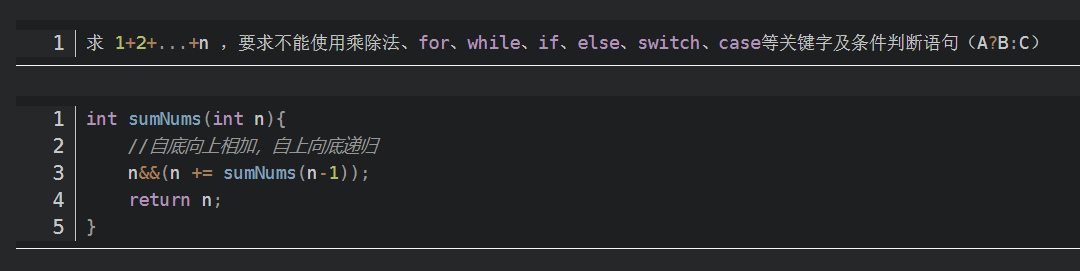 1 求 1+2+...+n ，要求不能使用乘除法、for、while、if、else、switch、case等关键字及条件判断语句（A?B:C）
1 int sumNums(int n){
2 //自底向上相加，自上向底递归
3 n&&(n += sumNums(n-1));
4 return n;
5 }